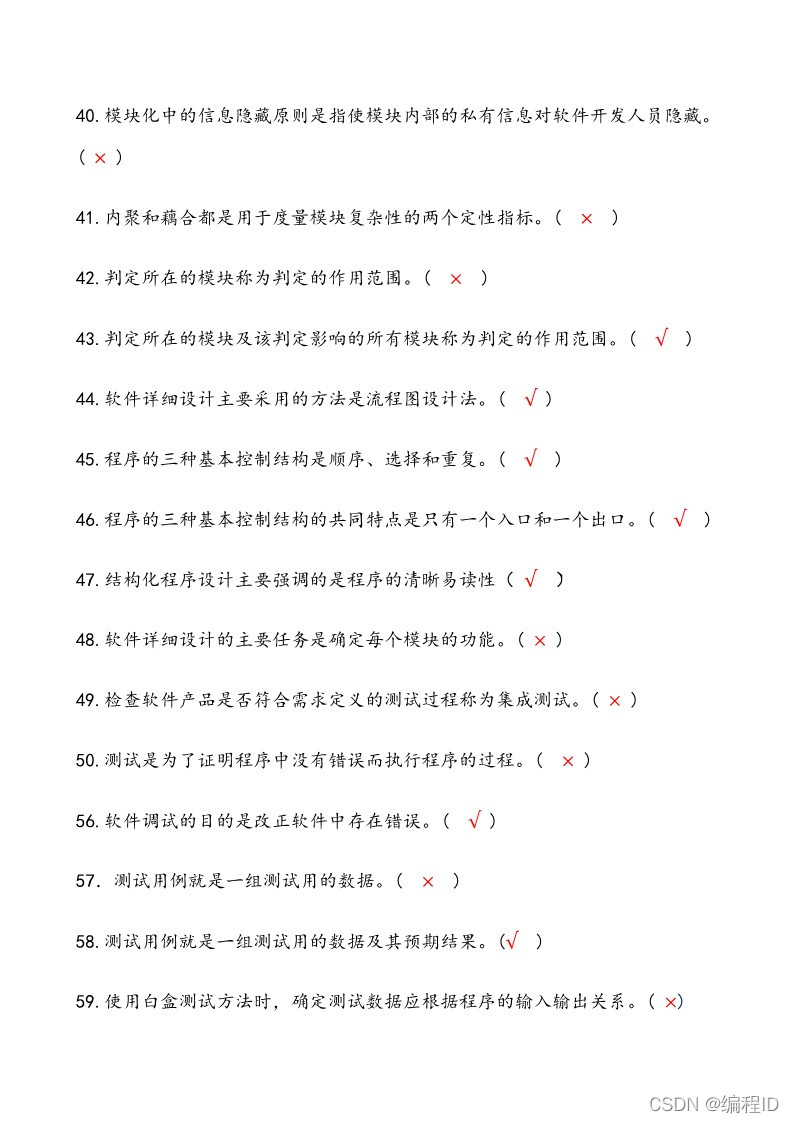 40.模块化中的信息隐藏原则是指使模块内部的私有信息对软件开发人员隐藏。
( × )
41.内聚和藕合都是用于度量模块复杂性的两个定性指标。( × )
42.判定所在的模块称为判定的作用范围。( × )
43.判定所在的模块及该判定影响的所有模块称为判定的作用范围。( √ )
44.软件详细设计主要采用的方法是流程图设计法。( √ )
45.程序的三种基本控制结构是顺序、选择和重复。( √ )
46.程序的三种基本控制结构的共同特点是只有一个入口和一个出口。( √ )
47.结构化程序设计主要强调的是程序的清晰易读性( √ )
48.软件详细设计的主要任务是确定每个模块的功能。( × )
49.检查软件产品是否符合需求定义的测试过程称为集成测试。( × )
50.测试是为了证明程序中没有错误而执行程序的过程。( × )
56.软件调试的目的是改正软件中存在错误。( √ )
57. 测试用例就是一组测试用的数据。( × )
58.测试用例就是一组测试用的数据及其预期结果。(√ )
59.使用白盒测试方法时，确定测试数据应根据程序的输入输出关系。( ×)
CSDN @编程ID